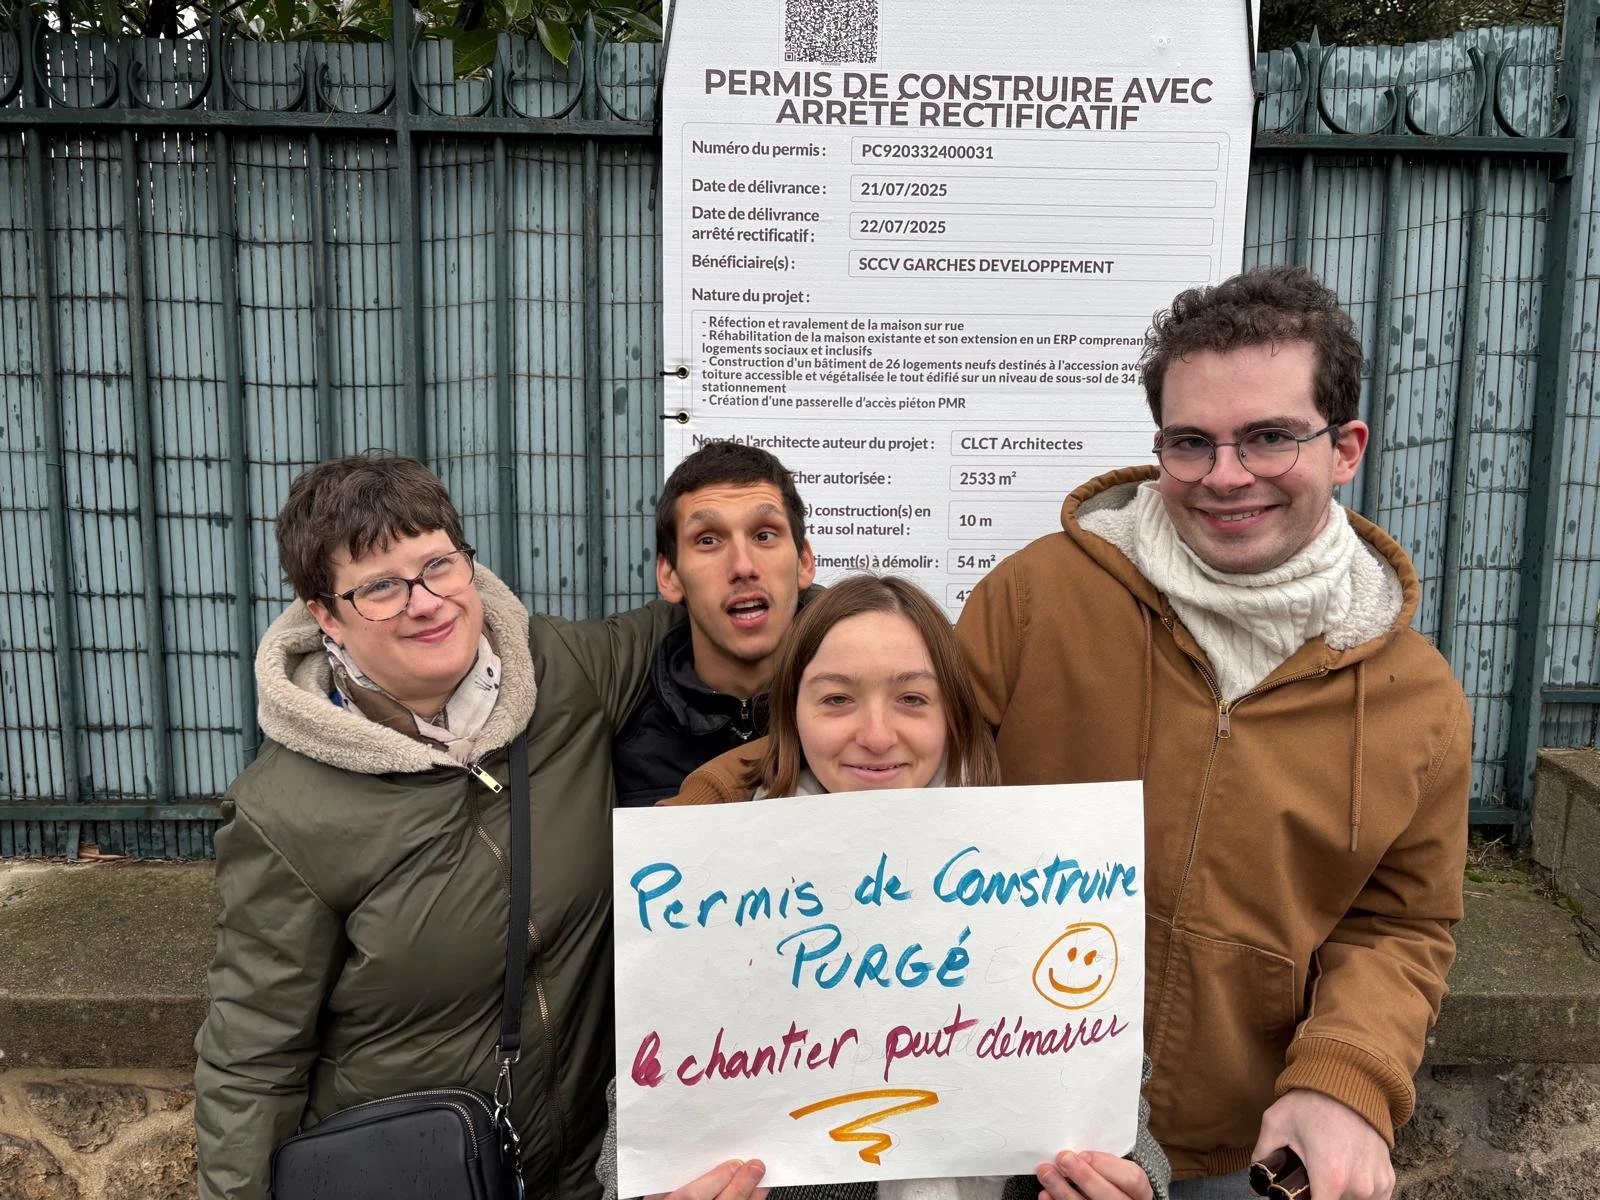 PERMIS DE CONSTRUIRE AVEC
ARRÊTÉ RECTIFICATIF
Numéro du permis : PC920332400031
Date de délivrance : 21/07/2025
Date de délivrance
arrêté rectificatif : 22/07/2025
Bénéficiaire(s) : SCCV GARCHES DEVELOPPEMENT
Nature du projet :
- Réfection et ravalement de la maison sur rue
- Réhabilitation de la maison existante et son extension en un ERP comprenant
logements sociaux et inclusifs
- Construction d'un bâtiment de 26 logements neufs destinés à l'accession
toiture accessible et végétalisée le tout édifié sur un niveau de sous-sol de 34
stationnement
- Création d'une passerelle d'accès piéton PMR
Nom de l'architecte auteur du projet : CLCT Architectes
autorisée : 2533 m²
construction(s) en
au sol naturel : 10 m
à démolir : 54 m²
Permis de Construire
PURGÉ
le chantier peut démarrer